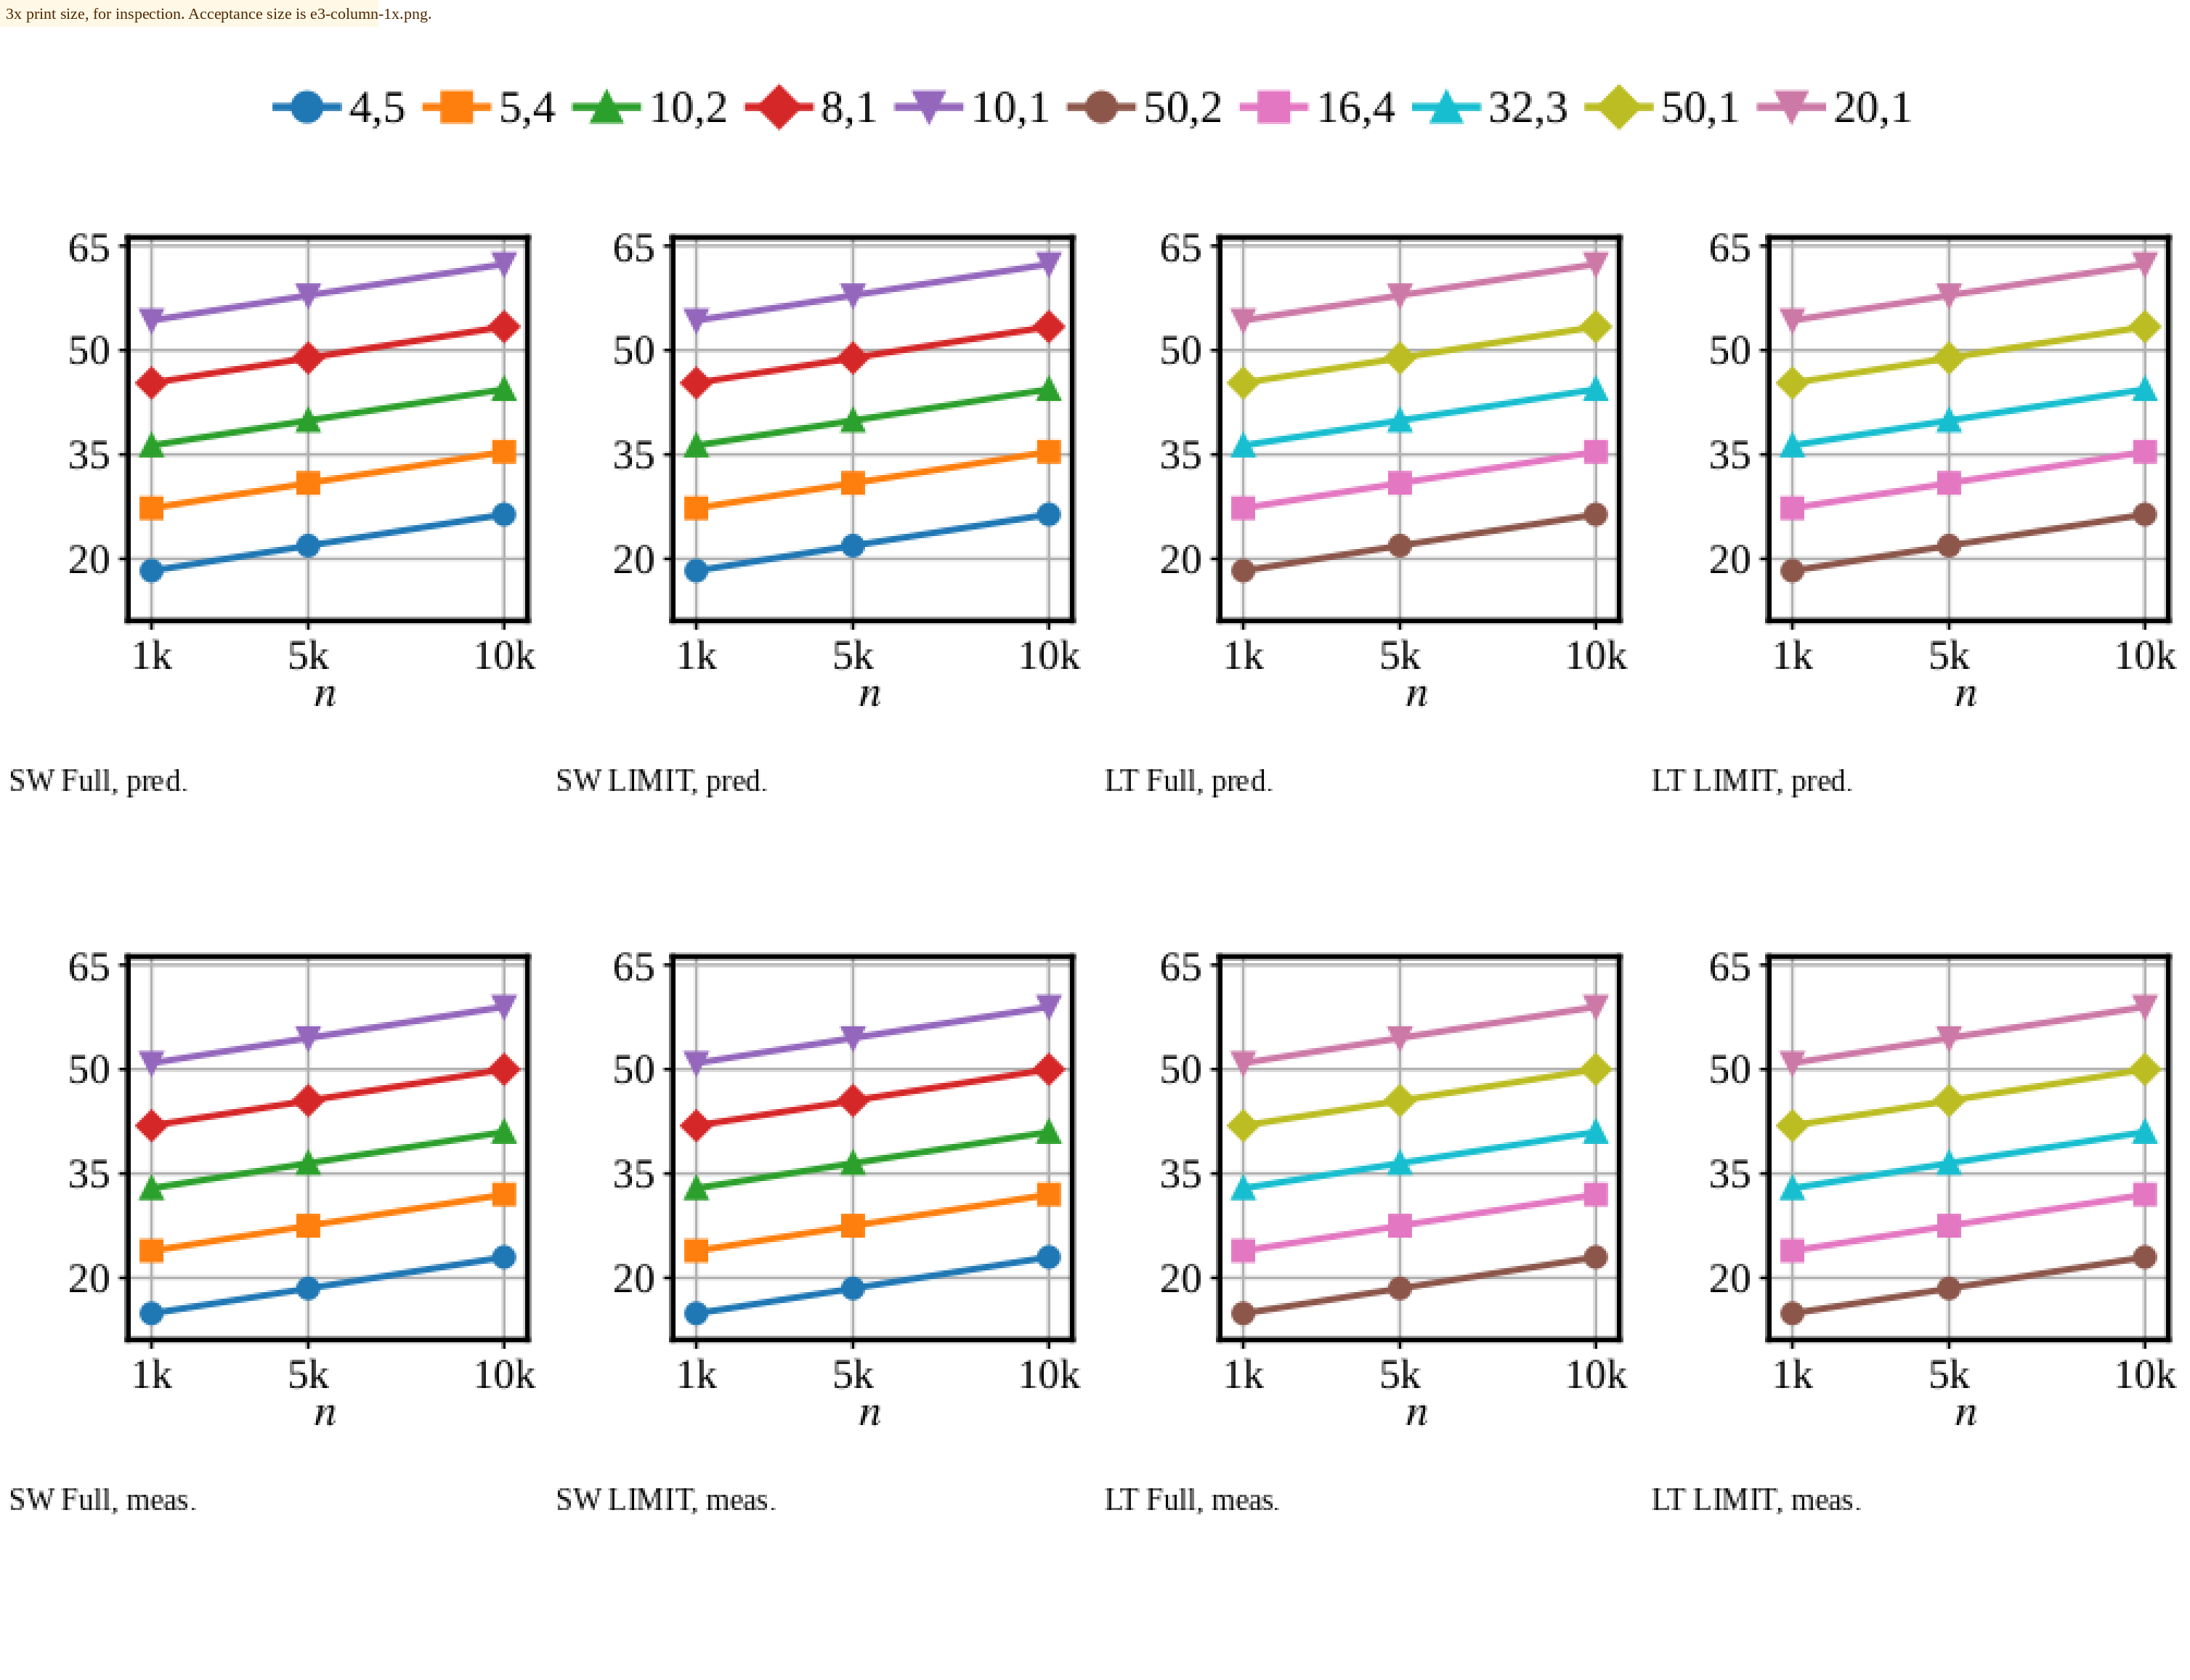 3x print size, for inspection. Acceptance size is e3-column-1x.png.
4,5 5,4 10,2 8,1 10,1 50,2 16,4 32,3 50,1 20,1
65 65 65 65
50 50 50 50
35 35 35 35
20 20 20 20
1k 5k 10k 1k 5k 10k 1k 5k 10k 1k 5k 10k
n n n n
SW Full, pred. SW LIMIT, pred. LT Full, pred. LT LIMIT, pred.
65 65 65 65
50 50 50 50
35 35 35 35
20 20 20 20
1k 5k 10k 1k 5k 10k 1k 5k 10k 1k 5k 10k
n n n n
SW Full, meas. SW LIMIT, meas. LT Full, meas. LT LIMIT, meas.